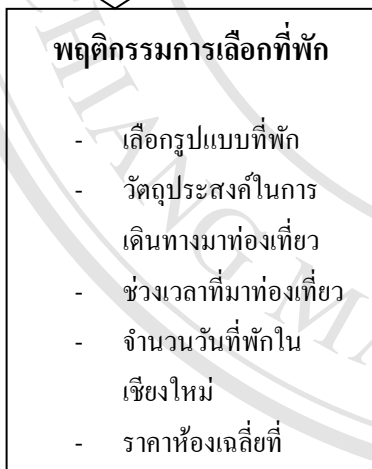 พฤติกรรมการเลือกที่พัก
- เลือกรูปแบบที่พัก
- วัตถุประสงค์ในการ
เดินทางมาท่องเที่ยว
- ช่วงเวลาที่มาท่องเที่ยว
- จำนวนวันที่พักใน
เชียงใหม่
- ราคาห้องเฉลี่ยที่